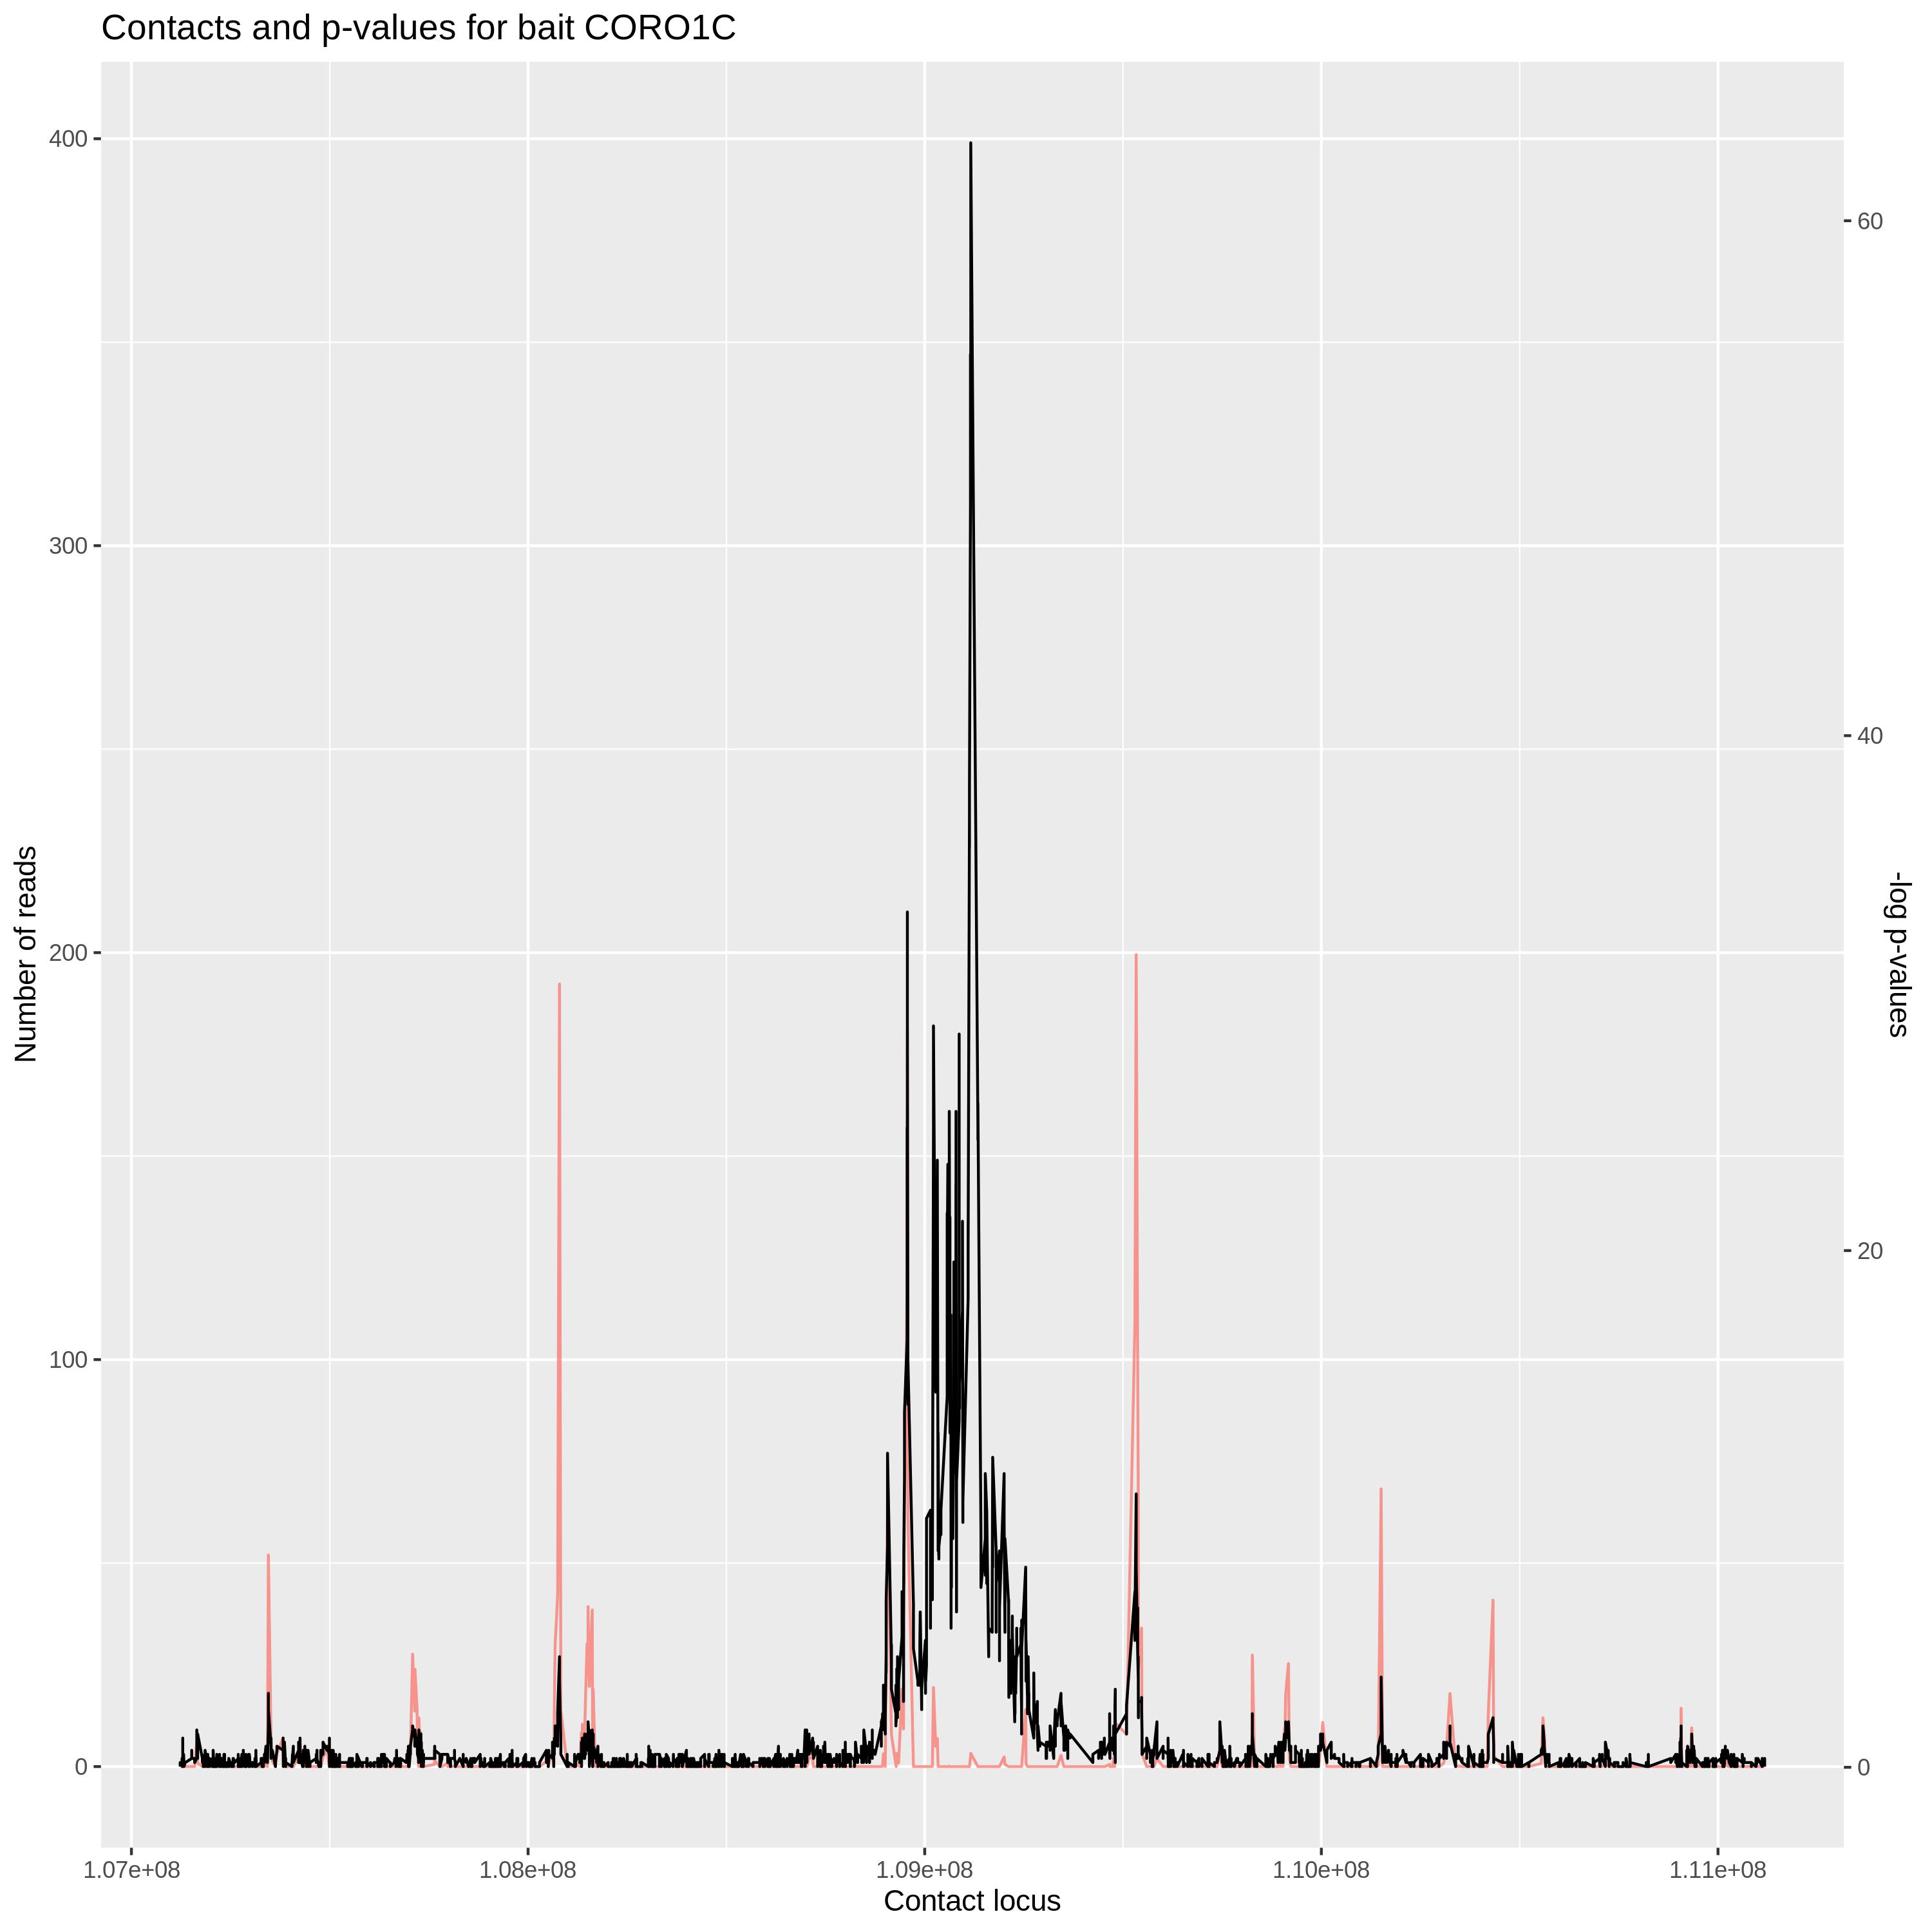 Contacts and p-values for bait CORO1C
400
300
200
100
0
Number of reads
60
40
20
0
-log p-values
1.07e+08
1.08e+08
1.09e+08
1.10e+08
1.11e+08
Contact locus